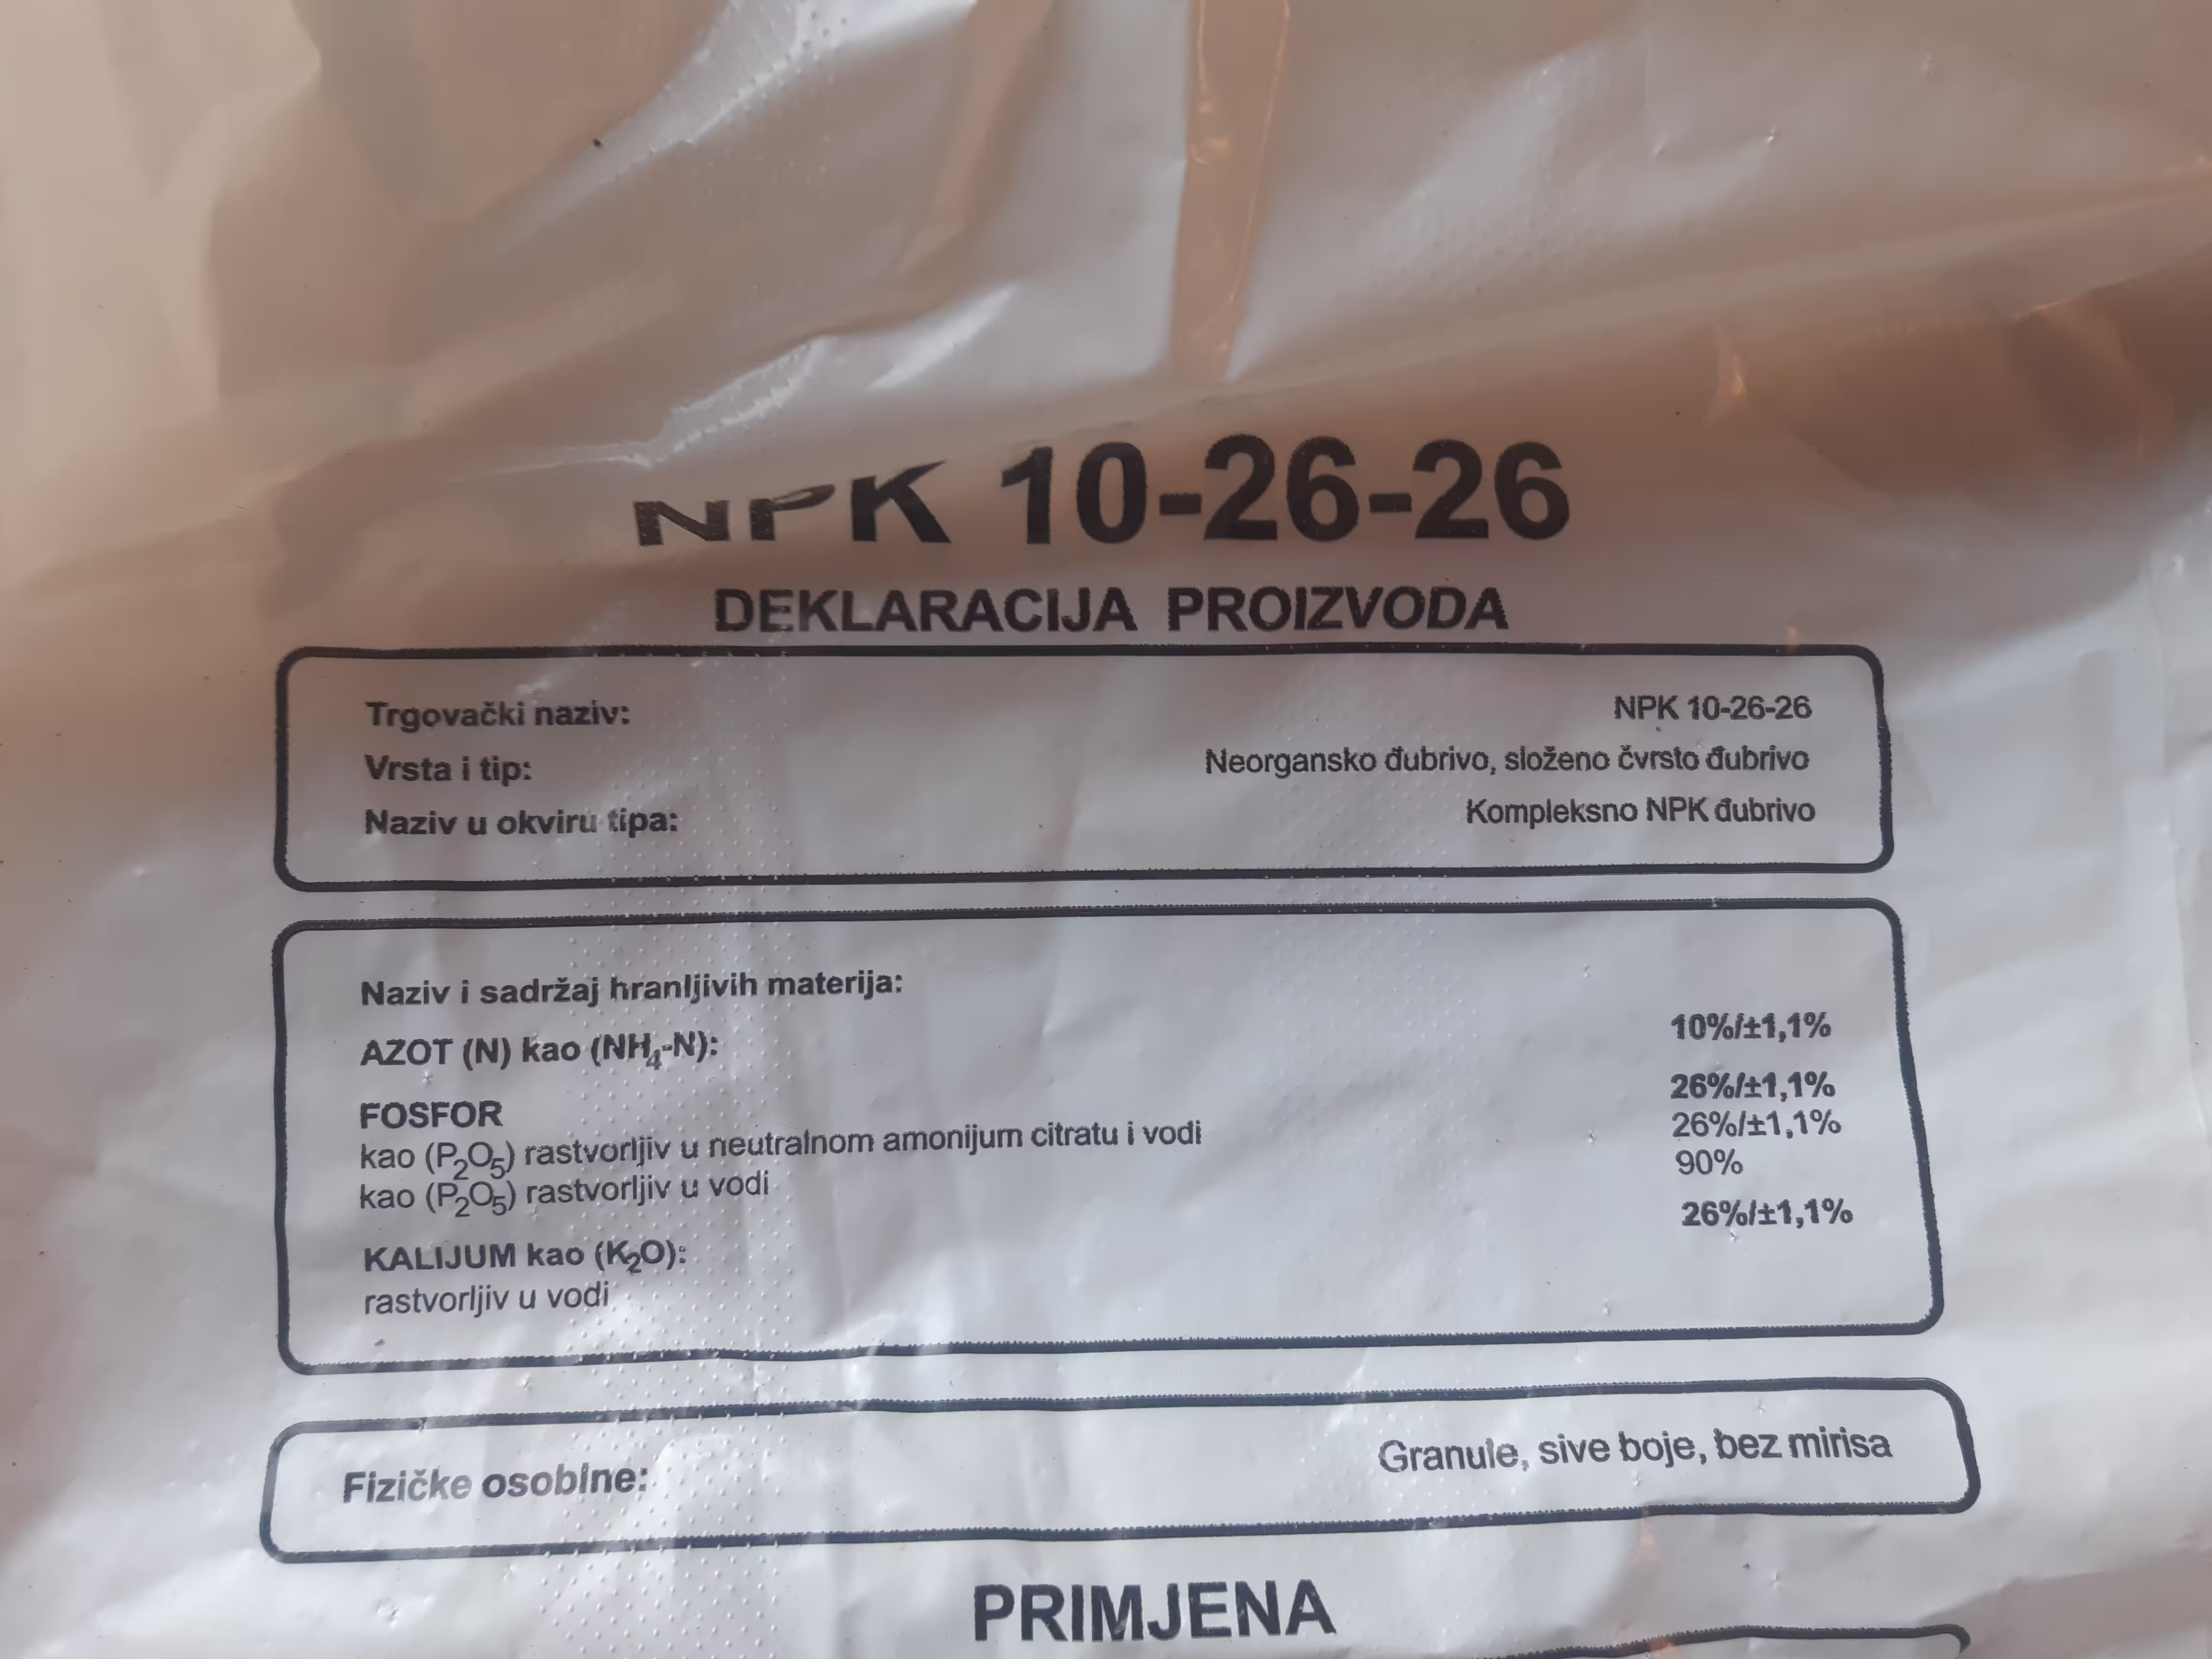 NPK 10-26-26
DEKLARACIJA PROIZVODA
Trgovački naziv: NPK 10-26-26
Vrsta i tip: Neorgansko đubrivo, složeno čvrsto đubrivo
Naziv u okviru tipa: Kompleksno NPK đubrivo
Naziv i sadržaj hranljivih materija:
AZOT (N) kao (NH₄-N): 10%/±1,1%
FOSFOR 26%/±1,1%
kao (P₂O₅) rastvorljiv u neutralnom amonijum citratu i vodi 26%/±1,1%
kao (P₂O₅) rastvorljiv u vodi 90%
KALIJUM kao (K₂O): 26%/±1,1%
rastvorljiv u vodi
Fizičke osobine: Granule, sive boje, bez mirisa
PRIMJENA